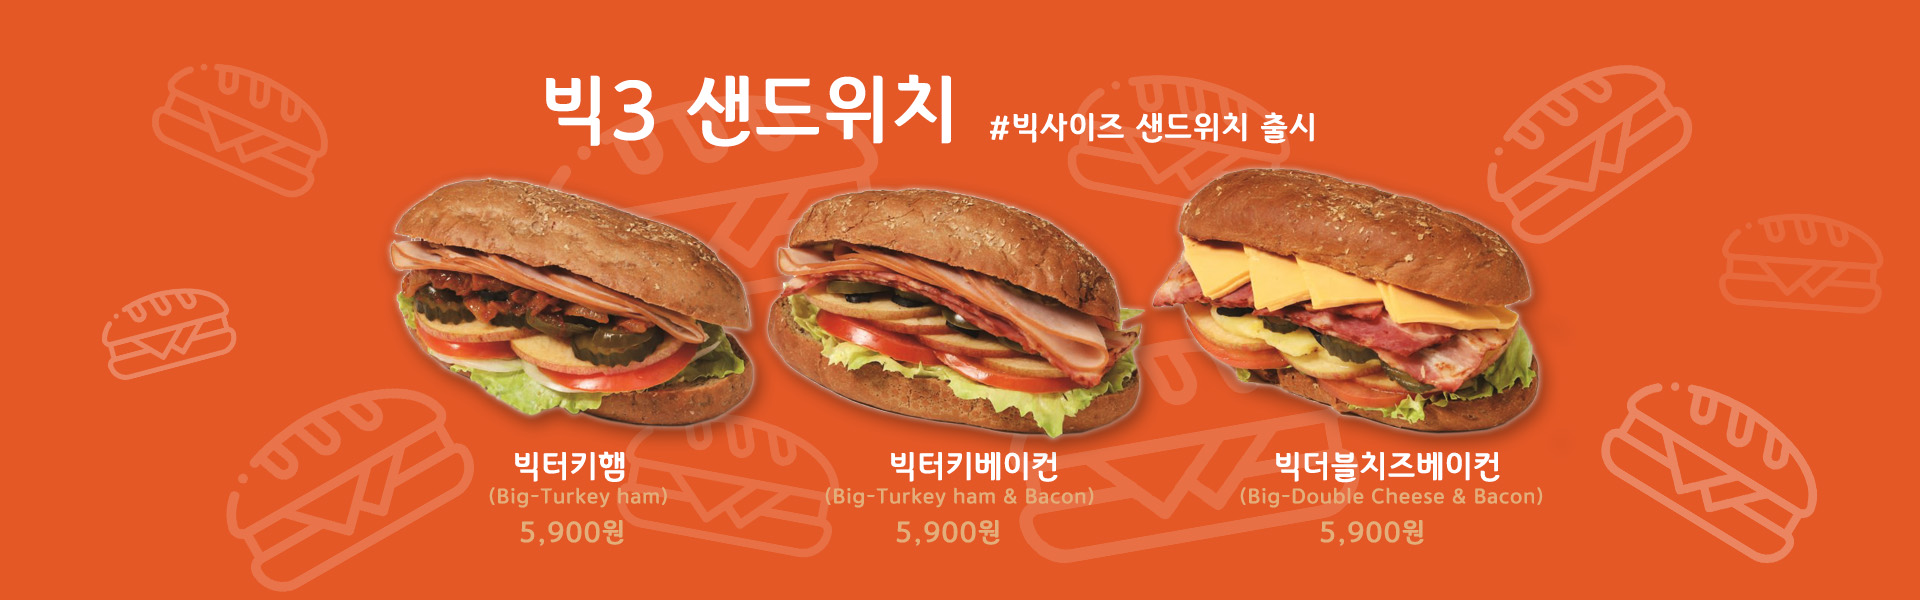 빅3 샌드위치 #빅사이즈 샌드위치 출시
빅터키햄
(Big-Turkey ham)
5,900원
빅터키베이컨
(Big-Turkey ham & Bacon)
5,900원
빅더블치즈베이컨
(Big-Double Cheese & Bacon)
5,900원